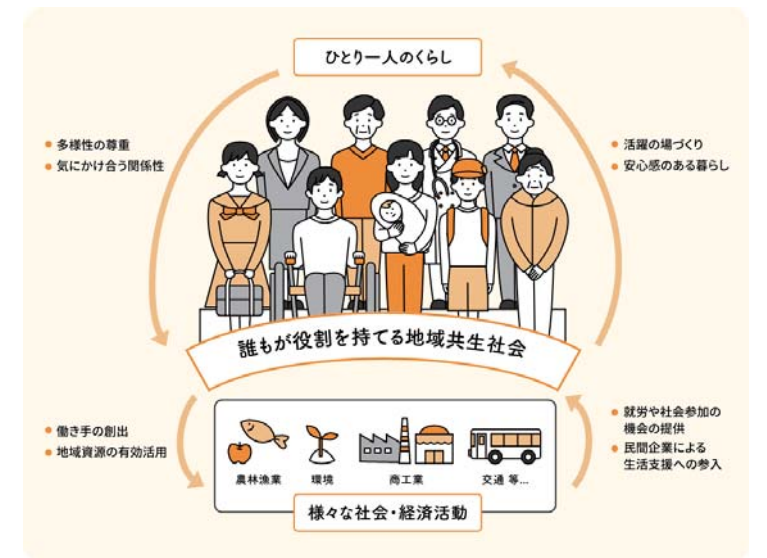 ひとり一人のくらし
● 多様性の尊重
● 気にかけ合う関係性
● 活躍の場づくり
● 安心感のある暮らし
誰もが役割を持てる地域共生社会
● 働き手の創出
● 地域資源の有効活用
● 就労や社会参加の
機会の提供
● 民間企業による
生活支援への参入
農林漁業 環境 商工業 交通 等...
様々な社会・経済活動